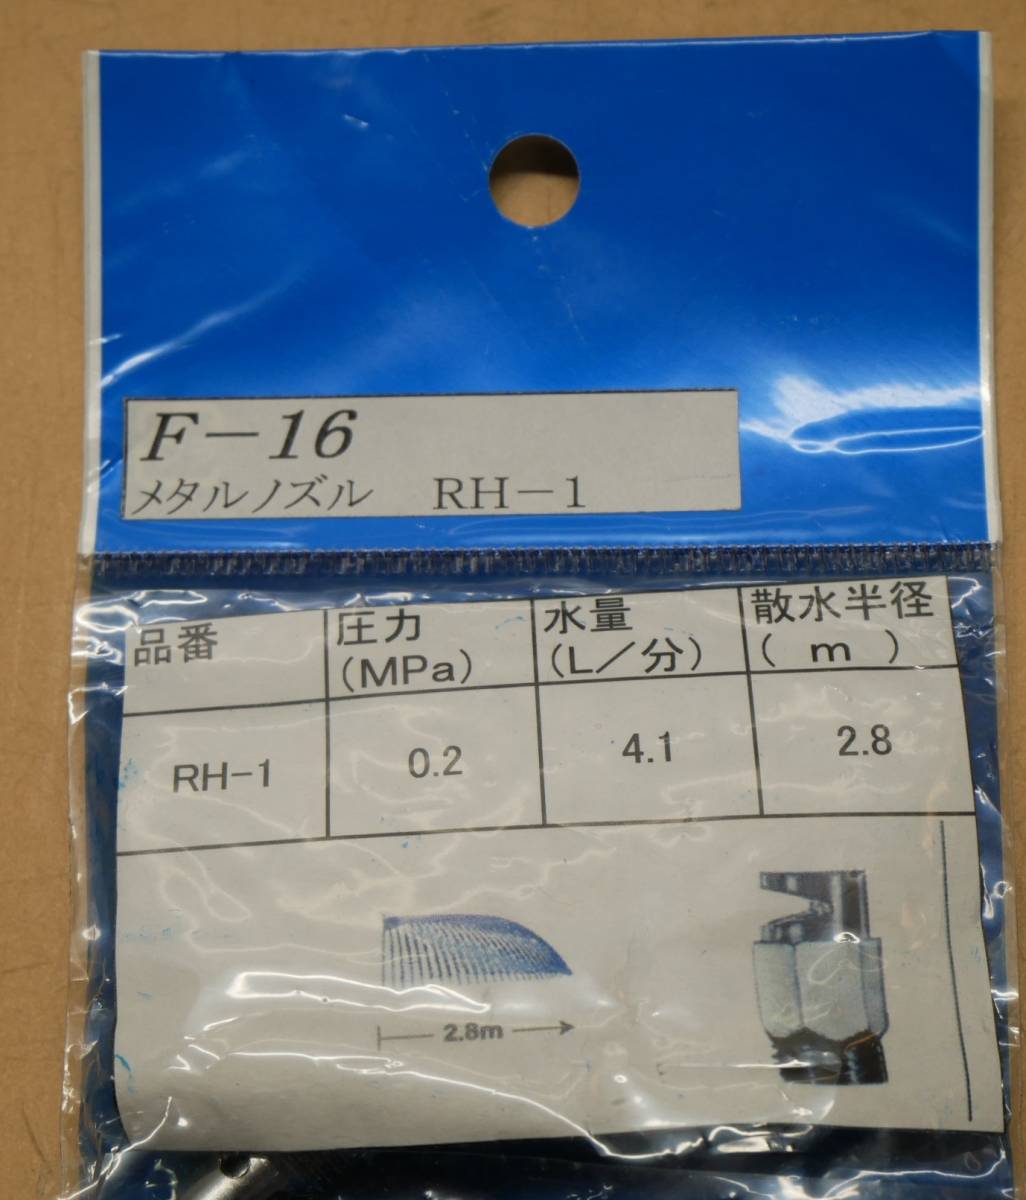 F-16
メタルノズル RH-1
品番 圧力 (MPa) 水量 (L/分) 散水半径 (m)
RH-1 0.2 4.1 2.8
2.8m